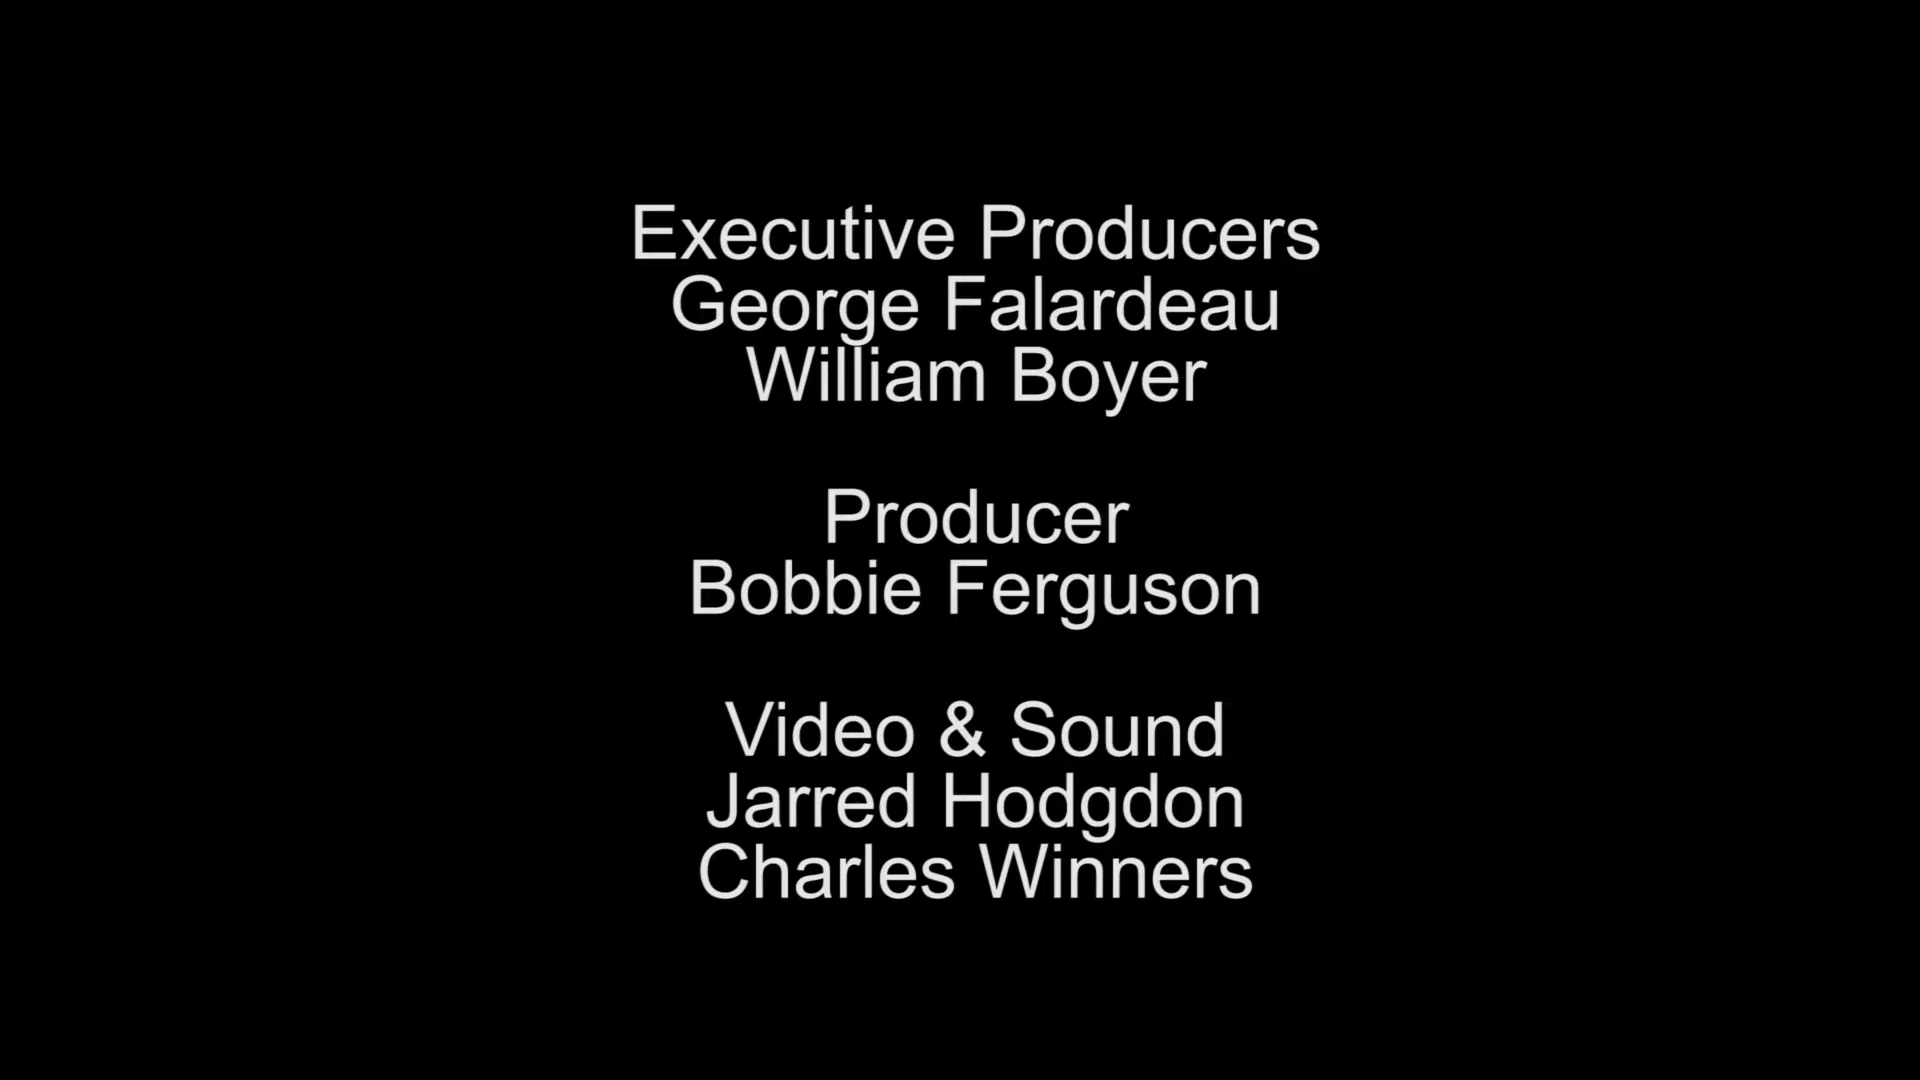 Executive Producers
George Falardeau
William Boyer
Producer
Bobbie Ferguson
Video & Sound
Jarred Hodgdon
Charles Winners